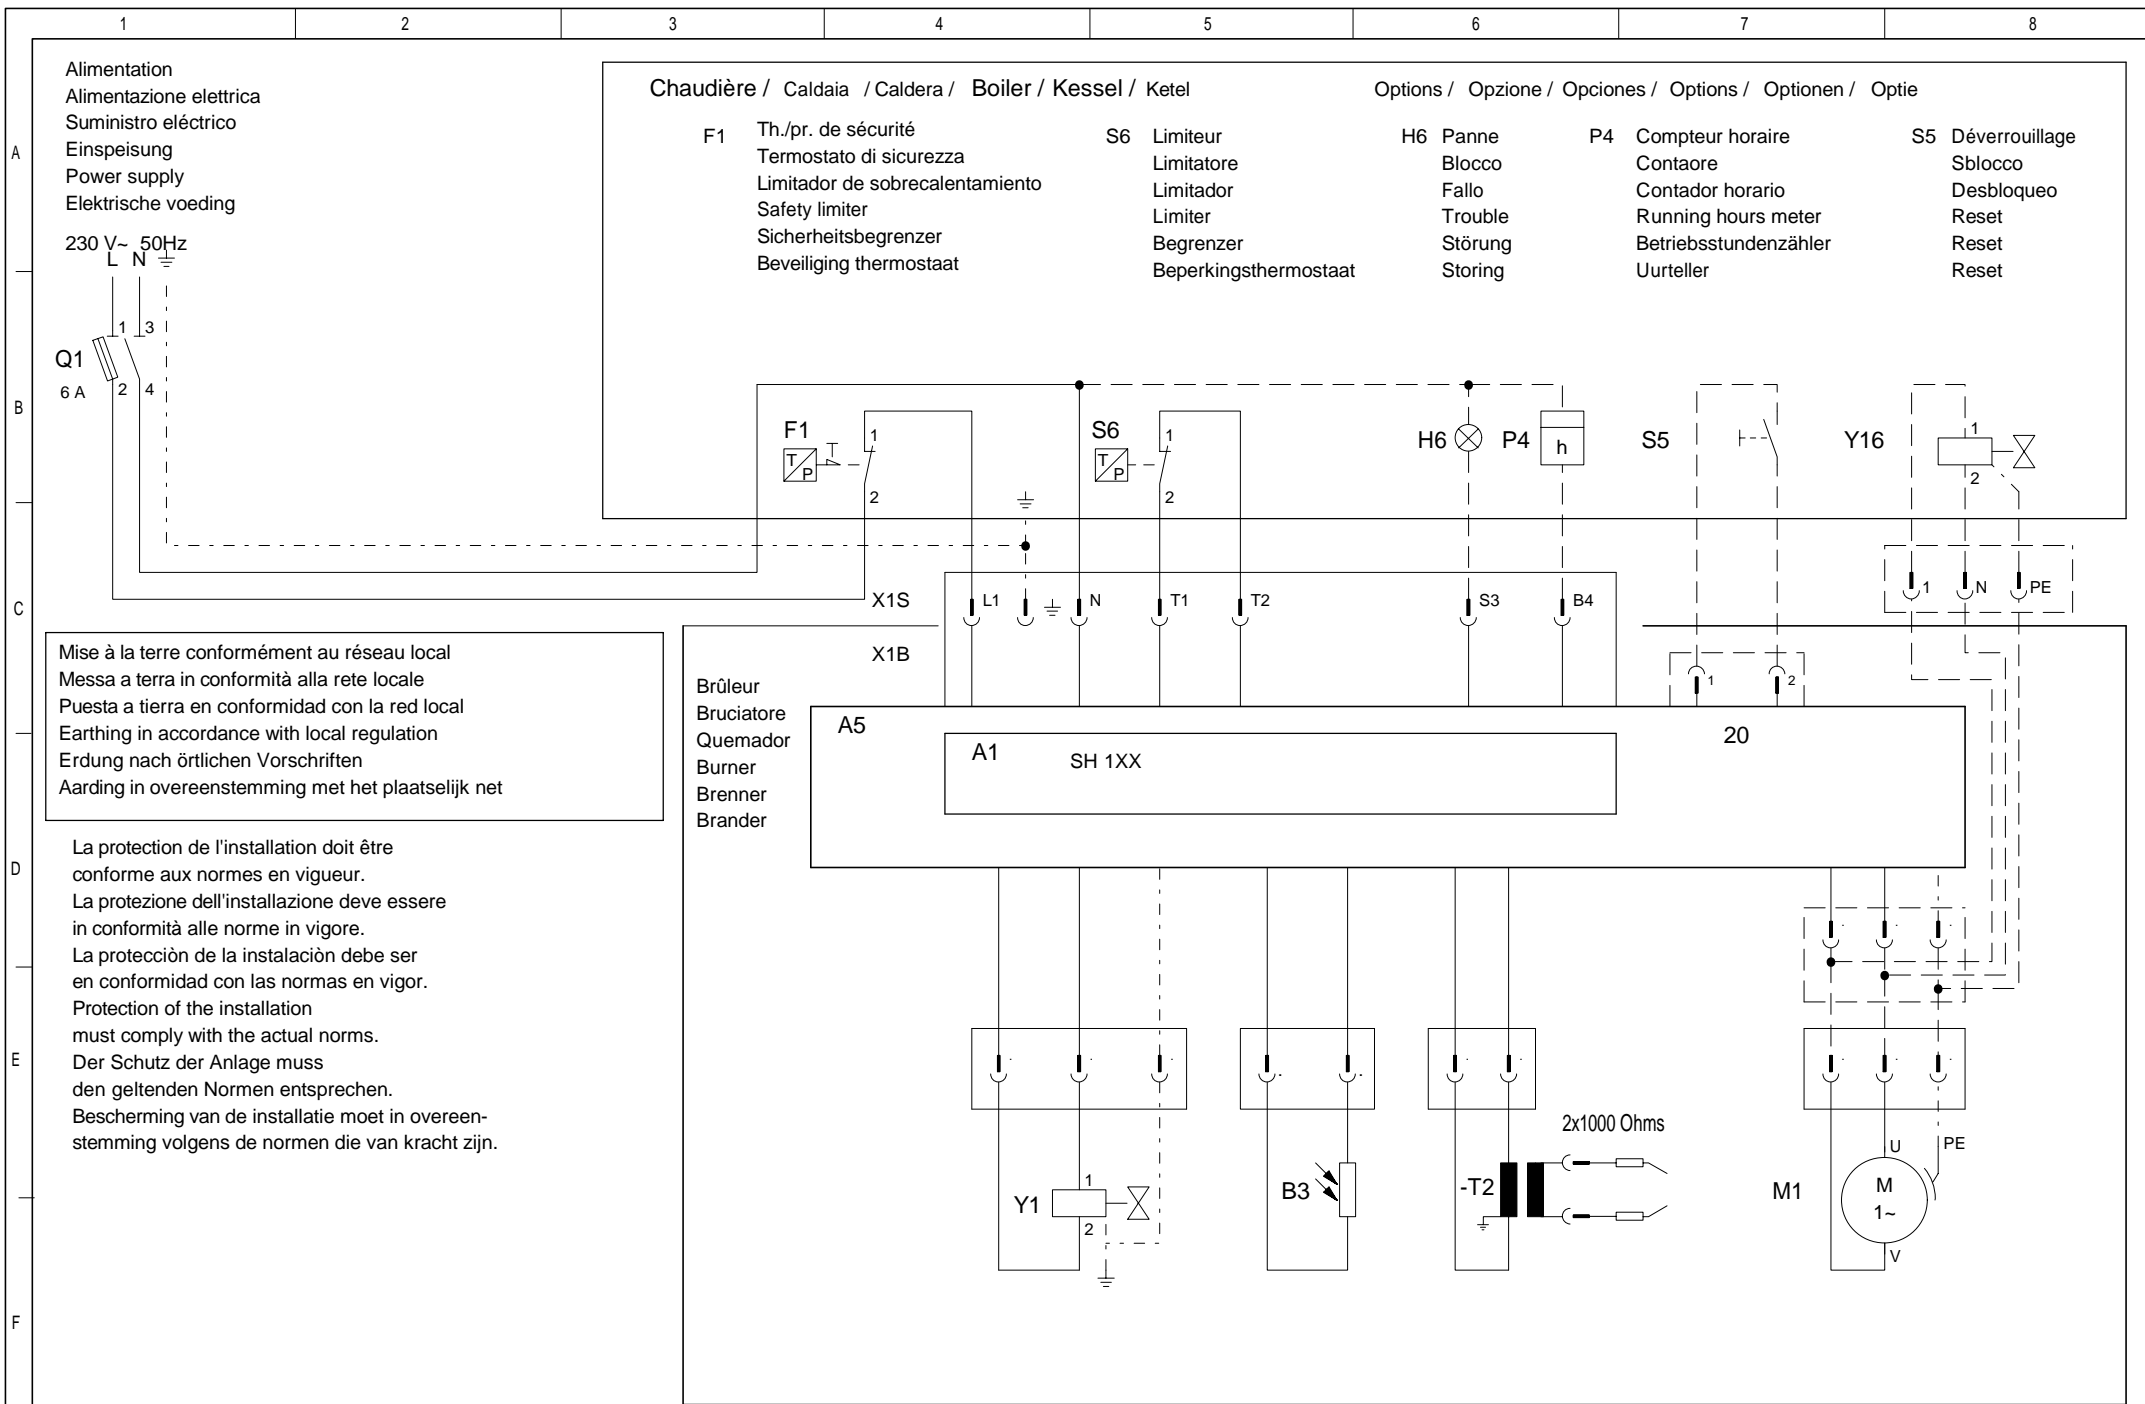 1 2 3 4 5 6 7 8
A
B
C
D
E
F
Alimentation
Alimentazione elettrica
Suministro eléctrico
Einspeisung
Power supply
Elektrische voeding
230 V~ 50Hz
L N
1 3
Q1
6 A 2 4
Chaudière / Caldaia / Caldera / Boiler / Kessel / Ketel
Options / Opzione / Opciones / Options / Optionen / Optie
F1 Th./pr. de sécurité
Termostato di sicurezza
Limitador de sobrecalentamiento
Safety limiter
Sicherheitsbegrenzer
Beveiliging thermostaat
S6 Limiteur
Limitatore
Limitador
Limiter
Begrenzer
Beperkingsthermostaat
H6 Panne
Blocco
Fallo
Trouble
Störung
Storing
P4 Compteur horaire
Contaore
Contador horario
Running hours meter
Betriebsstundenzähler
Uurteller
S5 Déverrouillage
Sblocco
Desbloqueo
Reset
Reset
Reset
F1 T P 1 2
S6 T P 1 2
H6
P4 h
S5
Y16 1 2
X1S L1 N T1 T2 S3 B4
1 N PE
X1B
1 2
Mise à la terre conformément au réseau local
Messa a terra in conformità alla rete locale
Puesta a tierra en conformidad con la red local
Earthing in accordance with local regulation
Erdung nach örtlichen Vorschriften
Aarding in overeenstemming met het plaatselijk net
Brûleur
Bruciatore
Quemador
Burner
Brenner
Brander
A5
A1 SH 1XX
20
La protection de l'installation doit être
conforme aux normes en vigueur.
La protezione dell'installazione deve essere
in conformità alle norme in vigore.
La protecciòn de la instalaciòn debe ser
en conformidad con las normas en vigor.
Protection of the installation
must comply with the actual norms.
Der Schutz der Anlage muss
den geltenden Normen entsprechen.
Bescherming van de installatie moet in overeen-
stemming volgens de normen die van kracht zijn.
Y1 1 2
B3
-T2
2x1000 Ohms
M1 M 1~ U V PE